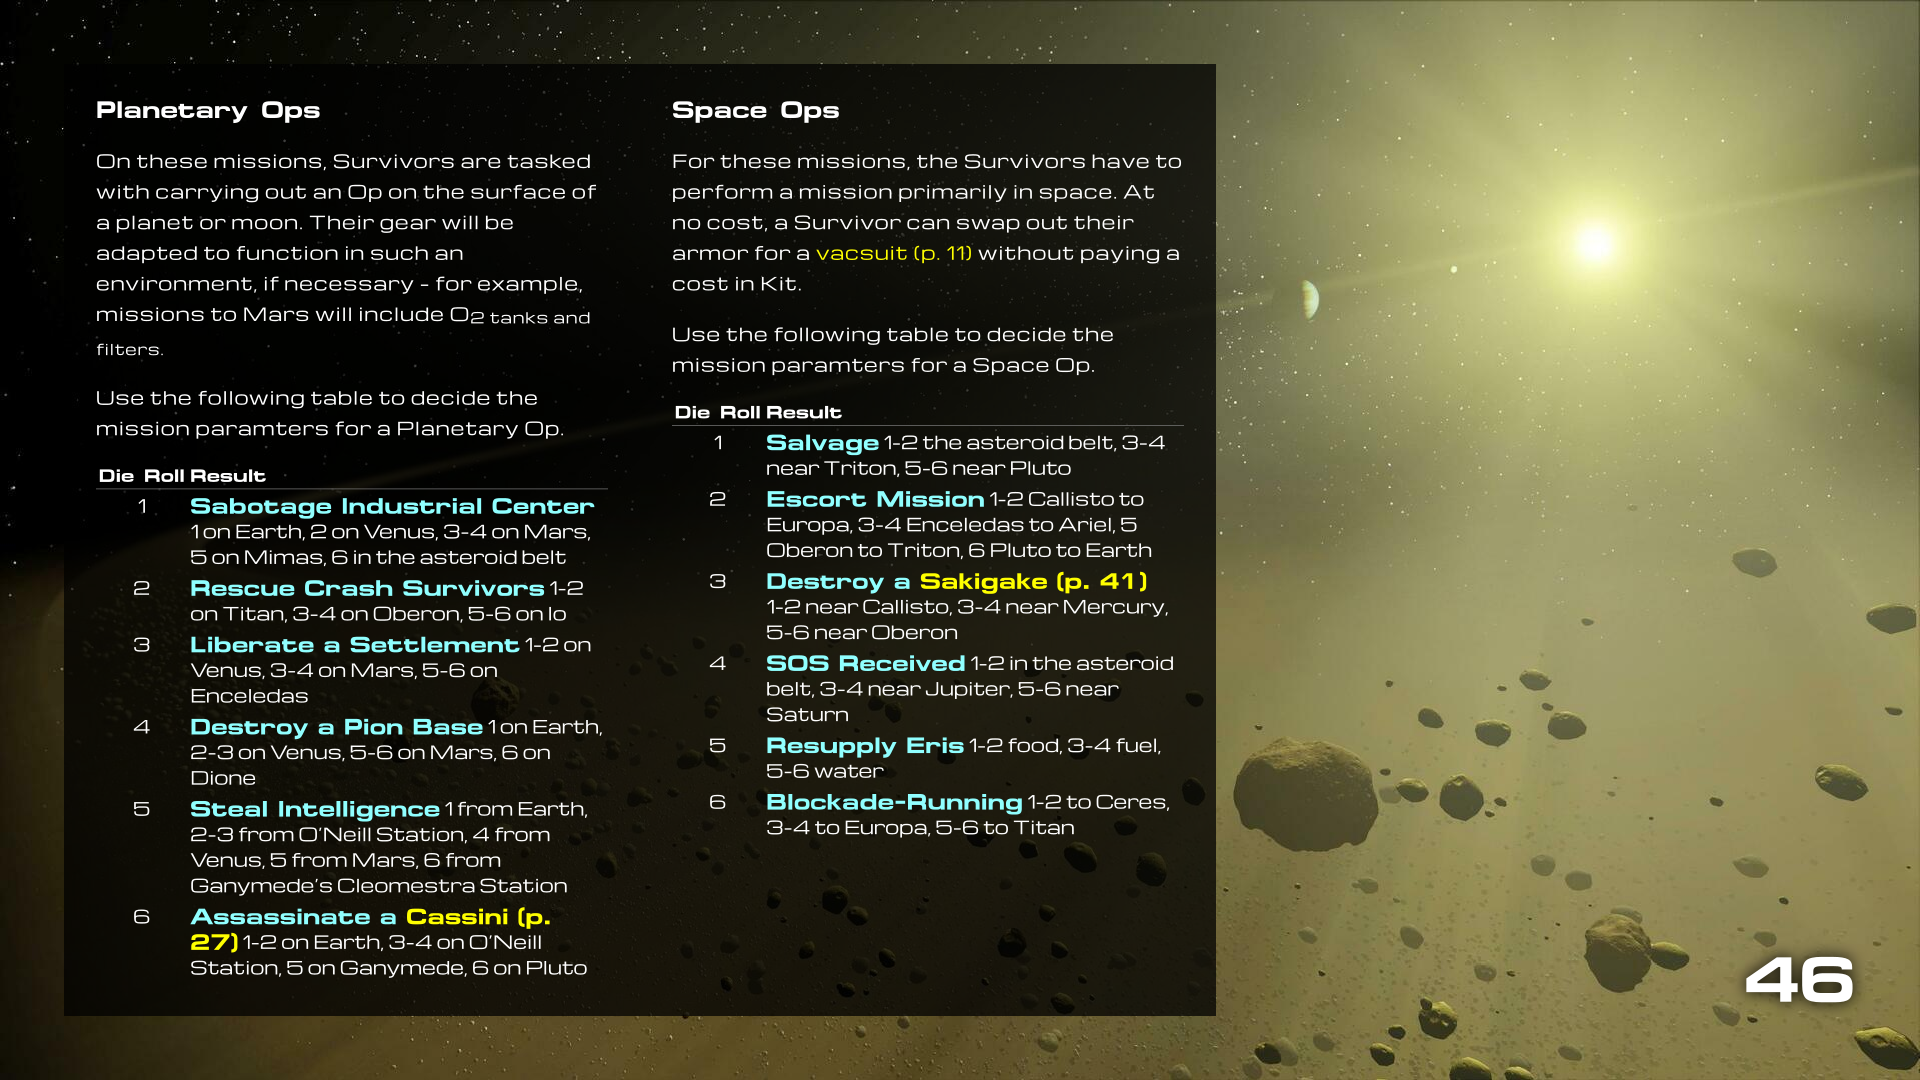 Planetary Ops
On these missions, Survivors are tasked
with carrying out an Op on the surface of
a planet or moon. Their gear will be
adapted to function in such an
environment, if necessary - for example,
missions to Mars will include O2 tanks and
filters.
Use the following table to decide the
mission paramters for a Planetary Op.
Die Roll Result
1 Sabotage Industrial Center
1 on Earth, 2 on Venus, 3-4 on Mars,
5 on Mimas, 6 in the asteroid belt
2 Rescue Crash Survivors 1-2
on Titan, 3-4 on Oberon, 5-6 on Io
3 Liberate a Settlement 1-2 on
Venus, 3-4 on Mars, 5-6 on
Enceledas
4 Destroy a Pion Base 1 on Earth,
2-3 on Venus, 5-6 on Mars, 6 on
Dione
5 Steal Intelligence 1 from Earth,
2-3 from O'Neill Station, 4 from
Venus, 5 from Mars, 6 from
Ganymede's Cleomestra Station
6 Assassinate a Cassini (p.
27) 1-2 on Earth, 3-4 on O'Neill
Station, 5 on Ganymede, 6 on Pluto
Space Ops
For these missions, the Survivors have to
perform a mission primarily in space. At
no cost, a Survivor can swap out their
armor for a vacsuit (p. 11) without paying a
cost in Kit.
Use the following table to decide the
mission paramters for a Space Op.
Die Roll Result
1 Salvage 1-2 the asteroid belt, 3-4
near Triton, 5-6 near Pluto
2 Escort Mission 1-2 Callisto to
Europa, 3-4 Enceledas to Ariel, 5
Oberon to Triton, 6 Pluto to Earth
3 Destroy a Sakigake (p. 41)
1-2 near Callisto, 3-4 near Mercury,
5-6 near Oberon
4 SOS Received 1-2 in the asteroid
belt, 3-4 near Jupiter, 5-6 near
Saturn
5 Resupply Eris 1-2 food, 3-4 fuel,
5-6 water
6 Blockade-Running 1-2 to Ceres,
3-4 to Europa, 5-6 to Titan
46